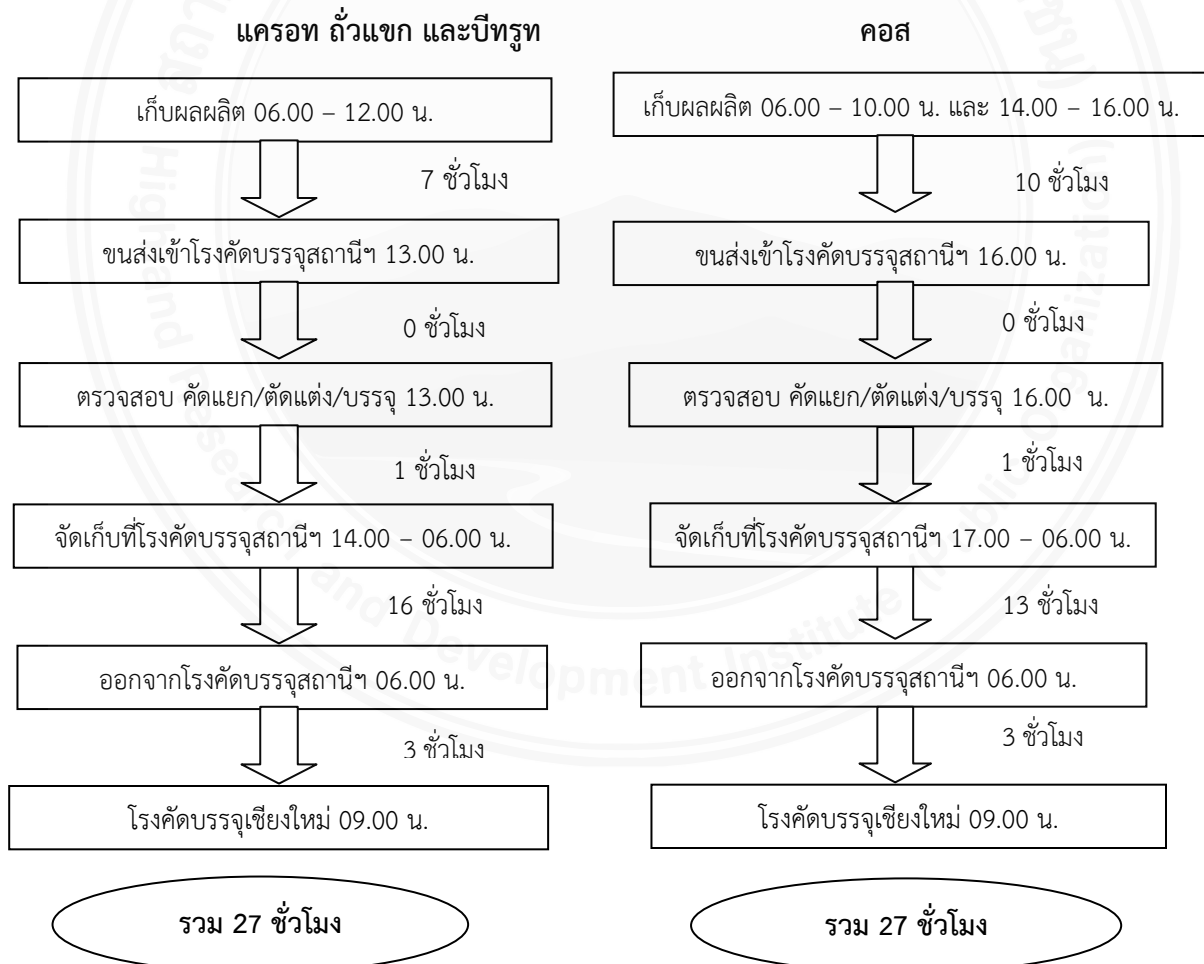 แครอท ถั่วแขก และบีทรูท
เก็บผลผลิต 06.00 – 12.00 น.
7 ชั่วโมง
ขนส่งเข้าโรงคัดบรรจุสถานีฯ 13.00 น.
0 ชั่วโมง
ตรวจสอบ คัดแยก/ตัดแต่ง/บรรจุ 13.00 น.
1 ชั่วโมง
จัดเก็บที่โรงคัดบรรจุสถานีฯ 14.00 – 06.00 น.
16 ชั่วโมง
ออกจากโรงคัดบรรจุสถานีฯ 06.00 น.
3 ชั่วโมง
โรงคัดบรรจุเชียงใหม่ 09.00 น.
รวม 27 ชั่วโมง
คอส
เก็บผลผลิต 06.00 – 10.00 น. และ 14.00 – 16.00 น.
10 ชั่วโมง
ขนส่งเข้าโรงคัดบรรจุสถานีฯ 16.00 น.
0 ชั่วโมง
ตรวจสอบ คัดแยก/ตัดแต่ง/บรรจุ 16.00 น.
1 ชั่วโมง
จัดเก็บที่โรงคัดบรรจุสถานีฯ 17.00 – 06.00 น.
13 ชั่วโมง
ออกจากโรงคัดบรรจุสถานีฯ 06.00 น.
3 ชั่วโมง
โรงคัดบรรจุเชียงใหม่ 09.00 น.
รวม 27 ชั่วโมง
Highland Research and Development Institute (Public Organization)